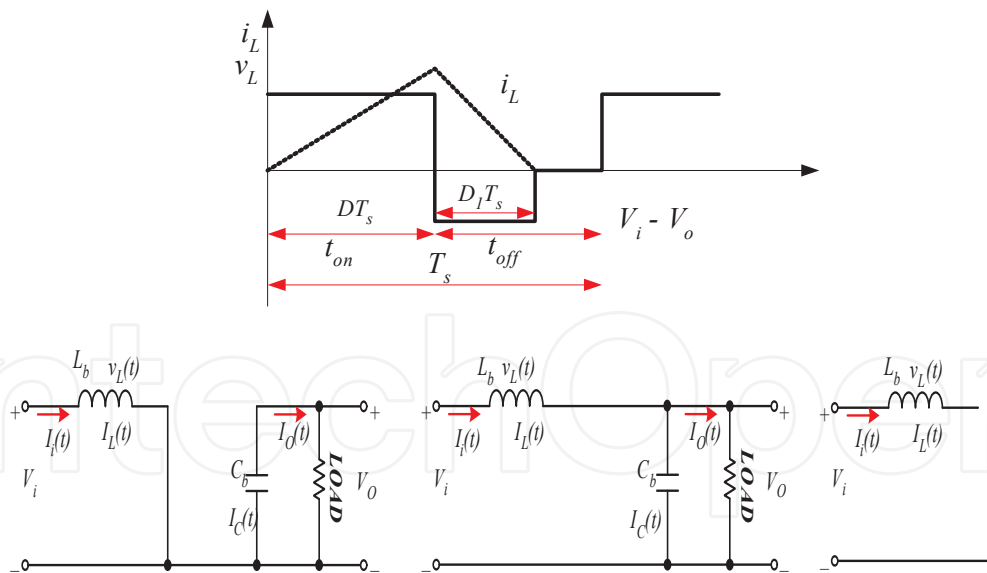 i_L
v_L
i_L
D_1T_s
DT_s
V_i - V_o
t_on
t_off
T_s
L_b v_L(t)
L_b v_L(t)
L_b v_L(t)
+
+
+
+
+
I_i(t)
I_L(t)
I_O(t)
I_i(t)
I_L(t)
I_O(t)
I_i(t)
I_L(t)
V_i
C_b
LOAD
V_O
V_i
C_b
LOAD
V_O
V_i
I_C(t)
I_C(t)
−
−
−
−
−